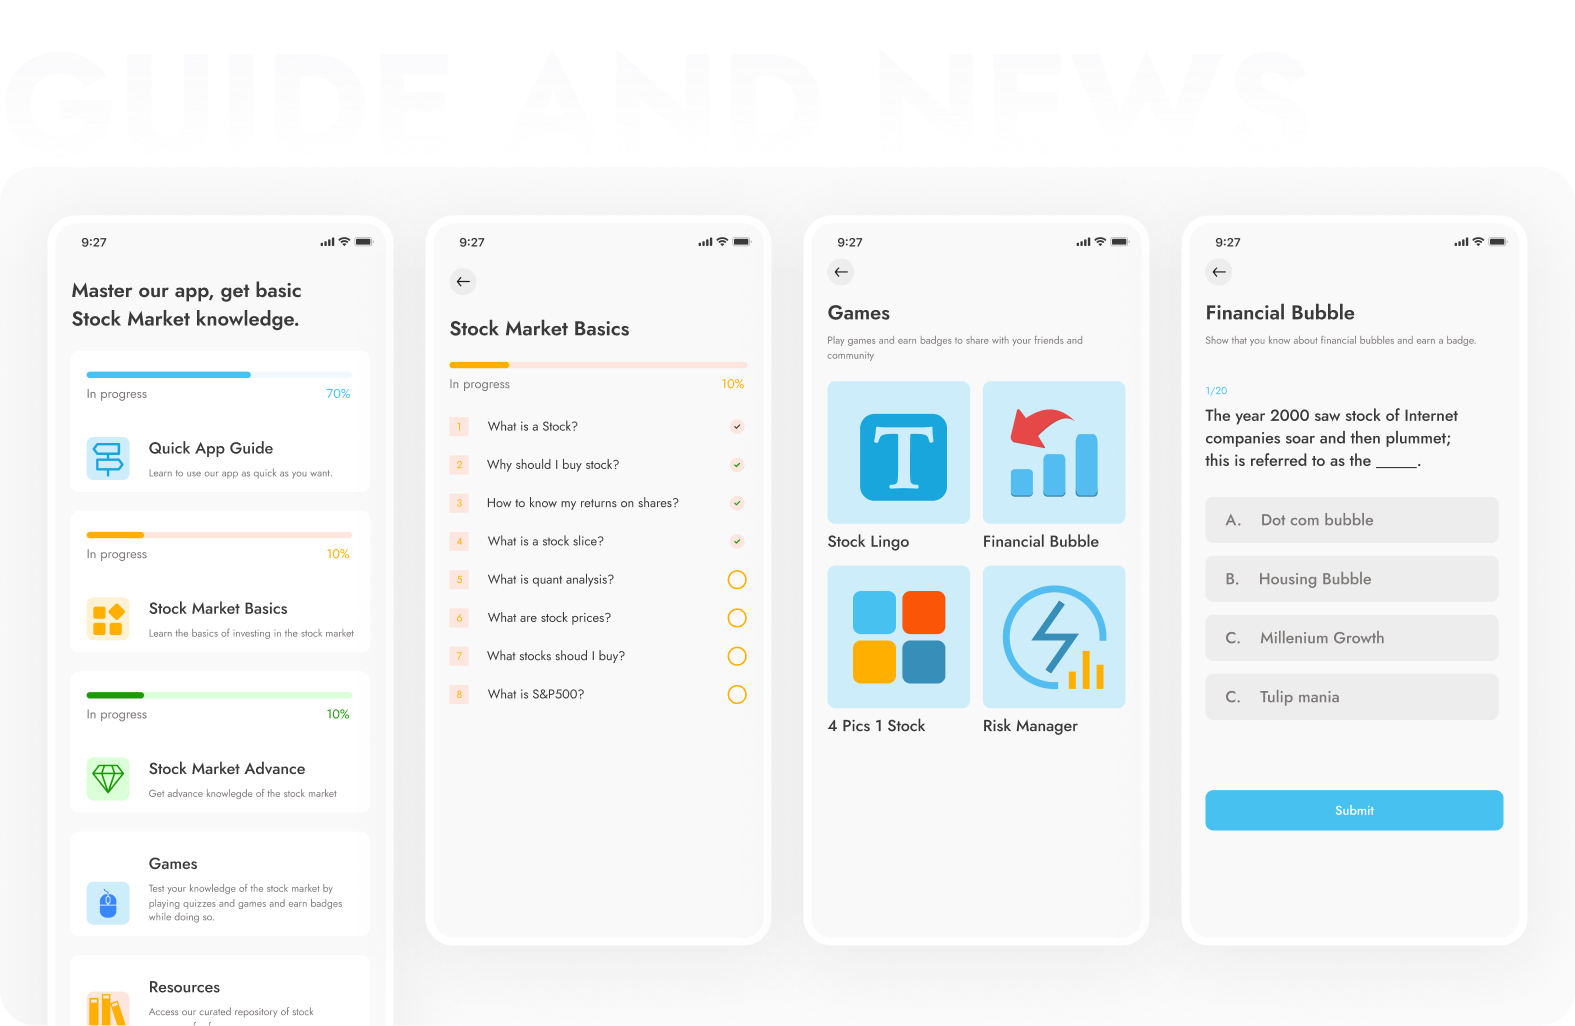 GUIDE AND NEWS
9:27
Master our app, get basic
Stock Market knowledge.
In progress 70%
Quick App Guide
Learn to use our app as quick as you want.
In progress 10%
Stock Market Basics
Learn the basics of investing in the stock market
In progress 10%
Stock Market Advance
Get advance knowlegde of the stock market
Games
Test your knowledge of the stock market by
playing quizzes and games and earn badges
while doing so.
Resources
Access our curated repository of stock
9:27
Stock Market Basics
In progress 10%
1 What is a Stock?
2 Why should I buy stock?
3 How to know my returns on shares?
4 What is a stock slice?
5 What is quant analysis?
6 What are stock prices?
7 What stocks shoud I buy?
8 What is S&P500?
9:27
Games
Play games and earn badges to share with your friends and
community
T
Stock Lingo
Financial Bubble
4 Pics 1 Stock
Risk Manager
9:27
Financial Bubble
Show that you know about financial bubbles and earn a badge.
1/20
The year 2000 saw stock of Internet
companies soar and then plummet;
this is referred to as the _____.
A. Dot com bubble
B. Housing Bubble
C. Millenium Growth
C. Tulip mania
Submit